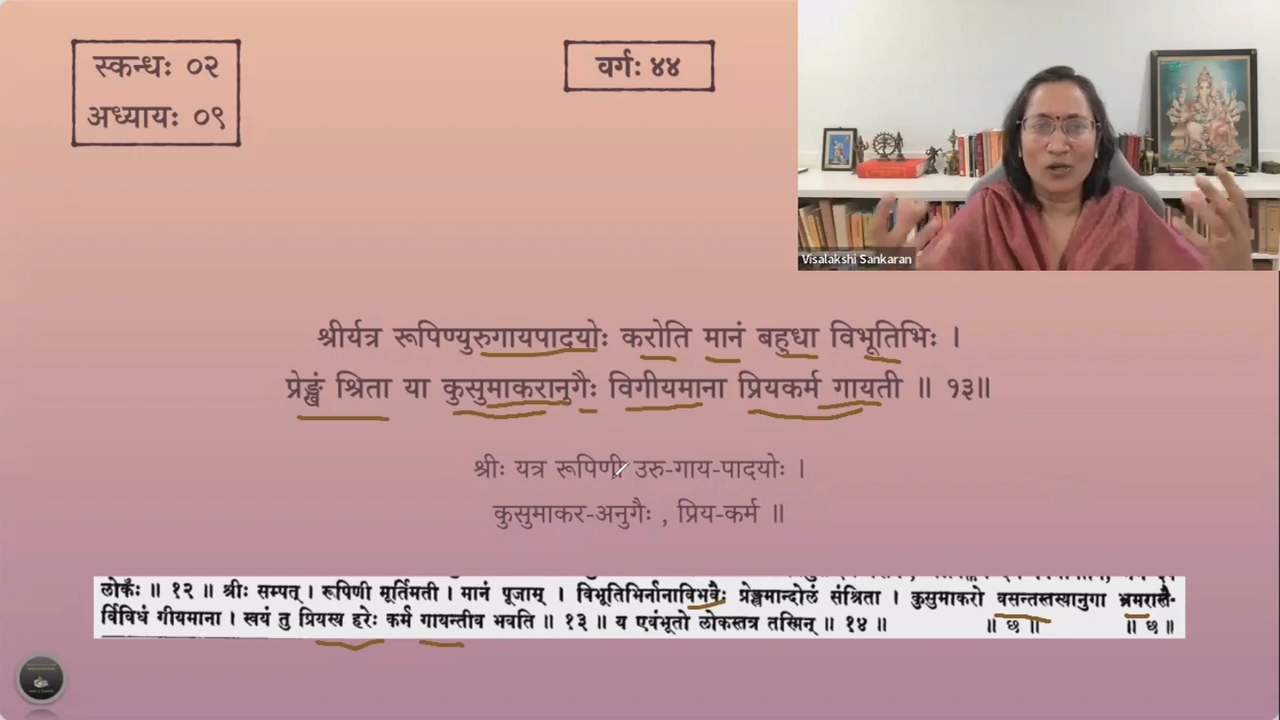 स्कन्धः ०२
अध्यायः ०९
वर्गः ४४
Visalakshi Sankaran
श्रीर्यत्र रूपिण्युरुगायपादयोः करोति मानं बहुधा विभूतिभिः ।
प्रेङ्खं श्रिता या कुसुमाकरानुगैः विगीयमाना प्रियकर्म गायती ॥ १३॥
श्रीः यत्र रूपिणी उरु-गाय-पादयोः ।
कुसुमाकर-अनुगैः , प्रिय-कर्म ॥
लोकः ॥ १२ ॥ श्रीः सम्पत् । रूपिणी मूर्तिमती । मानं पूजाम् । विभूतिभिर्नानाविभवैः प्रेङ्खमान्दोलं संश्रिता । कुसुमाकरो वसन्तस्तस्यानुगा भ्रमरास्तै-
र्विविधं गीयमाना । स्वयं तु प्रियस्य हरेः कर्म गायन्तीव भवति ॥ १३ ॥ य एवंभूतो लोकस्तत्र तस्मिन् ॥ १४ ॥ ॥ छ ॥ ॥ छ ॥